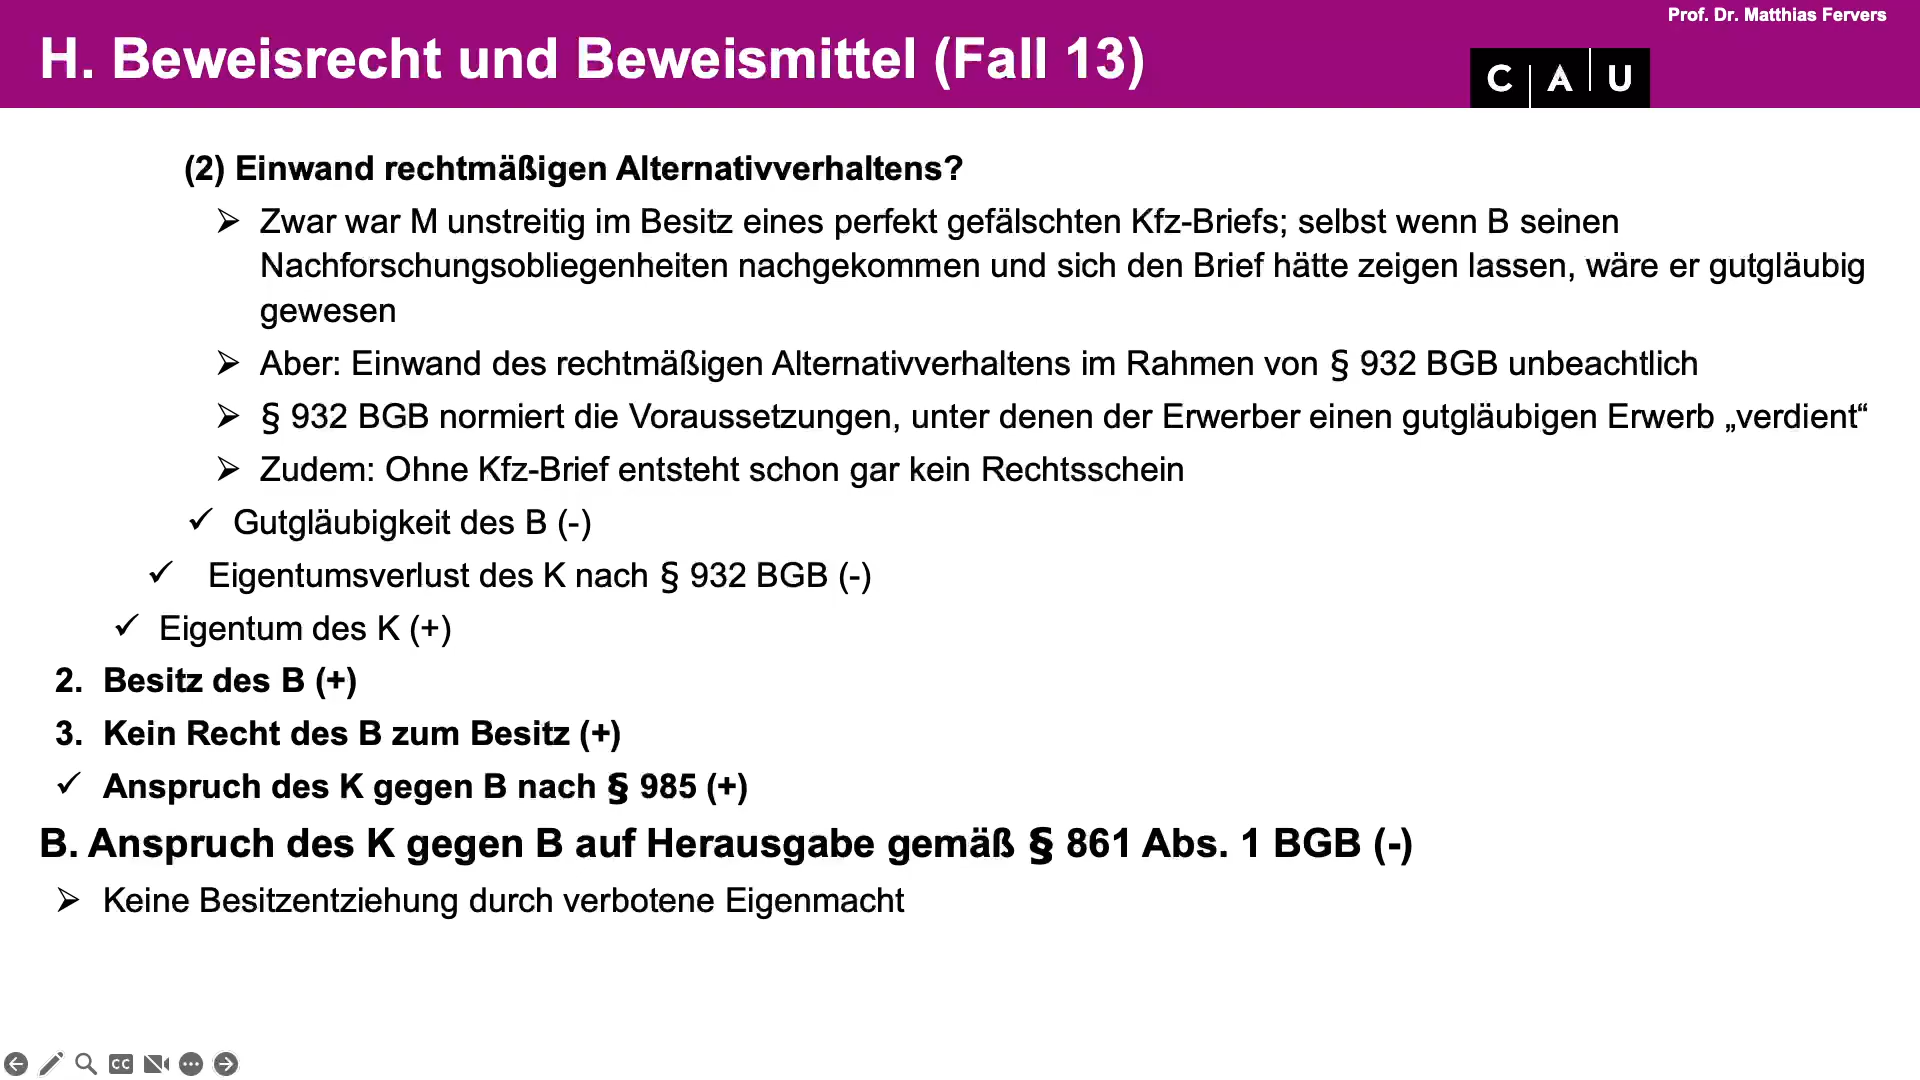 Prof. Dr. Matthias Fervers
H. Beweisrecht und Beweismittel (Fall 13)
C A U
(2) Einwand rechtmäßigen Alternativverhaltens?
➢ Zwar war M unstreitig im Besitz eines perfekt gefälschten Kfz-Briefs; selbst wenn B seinen
Nachforschungsobliegenheiten nachgekommen und sich den Brief hätte zeigen lassen, wäre er gutgläubig
gewesen
➢ Aber: Einwand des rechtmäßigen Alternativverhaltens im Rahmen von § 932 BGB unbeachtlich
➢ § 932 BGB normiert die Voraussetzungen, unter denen der Erwerber einen gutgläubigen Erwerb „verdient“
➢ Zudem: Ohne Kfz-Brief entsteht schon gar kein Rechtsschein
✓ Gutgläubigkeit des B (-)
✓ Eigentumsverlust des K nach § 932 BGB (-)
✓ Eigentum des K (+)
2. Besitz des B (+)
3. Kein Recht des B zum Besitz (+)
✓ Anspruch des K gegen B nach § 985 (+)
B. Anspruch des K gegen B auf Herausgabe gemäß § 861 Abs. 1 BGB (-)
➢ Keine Besitzentziehung durch verbotene Eigenmacht
CC